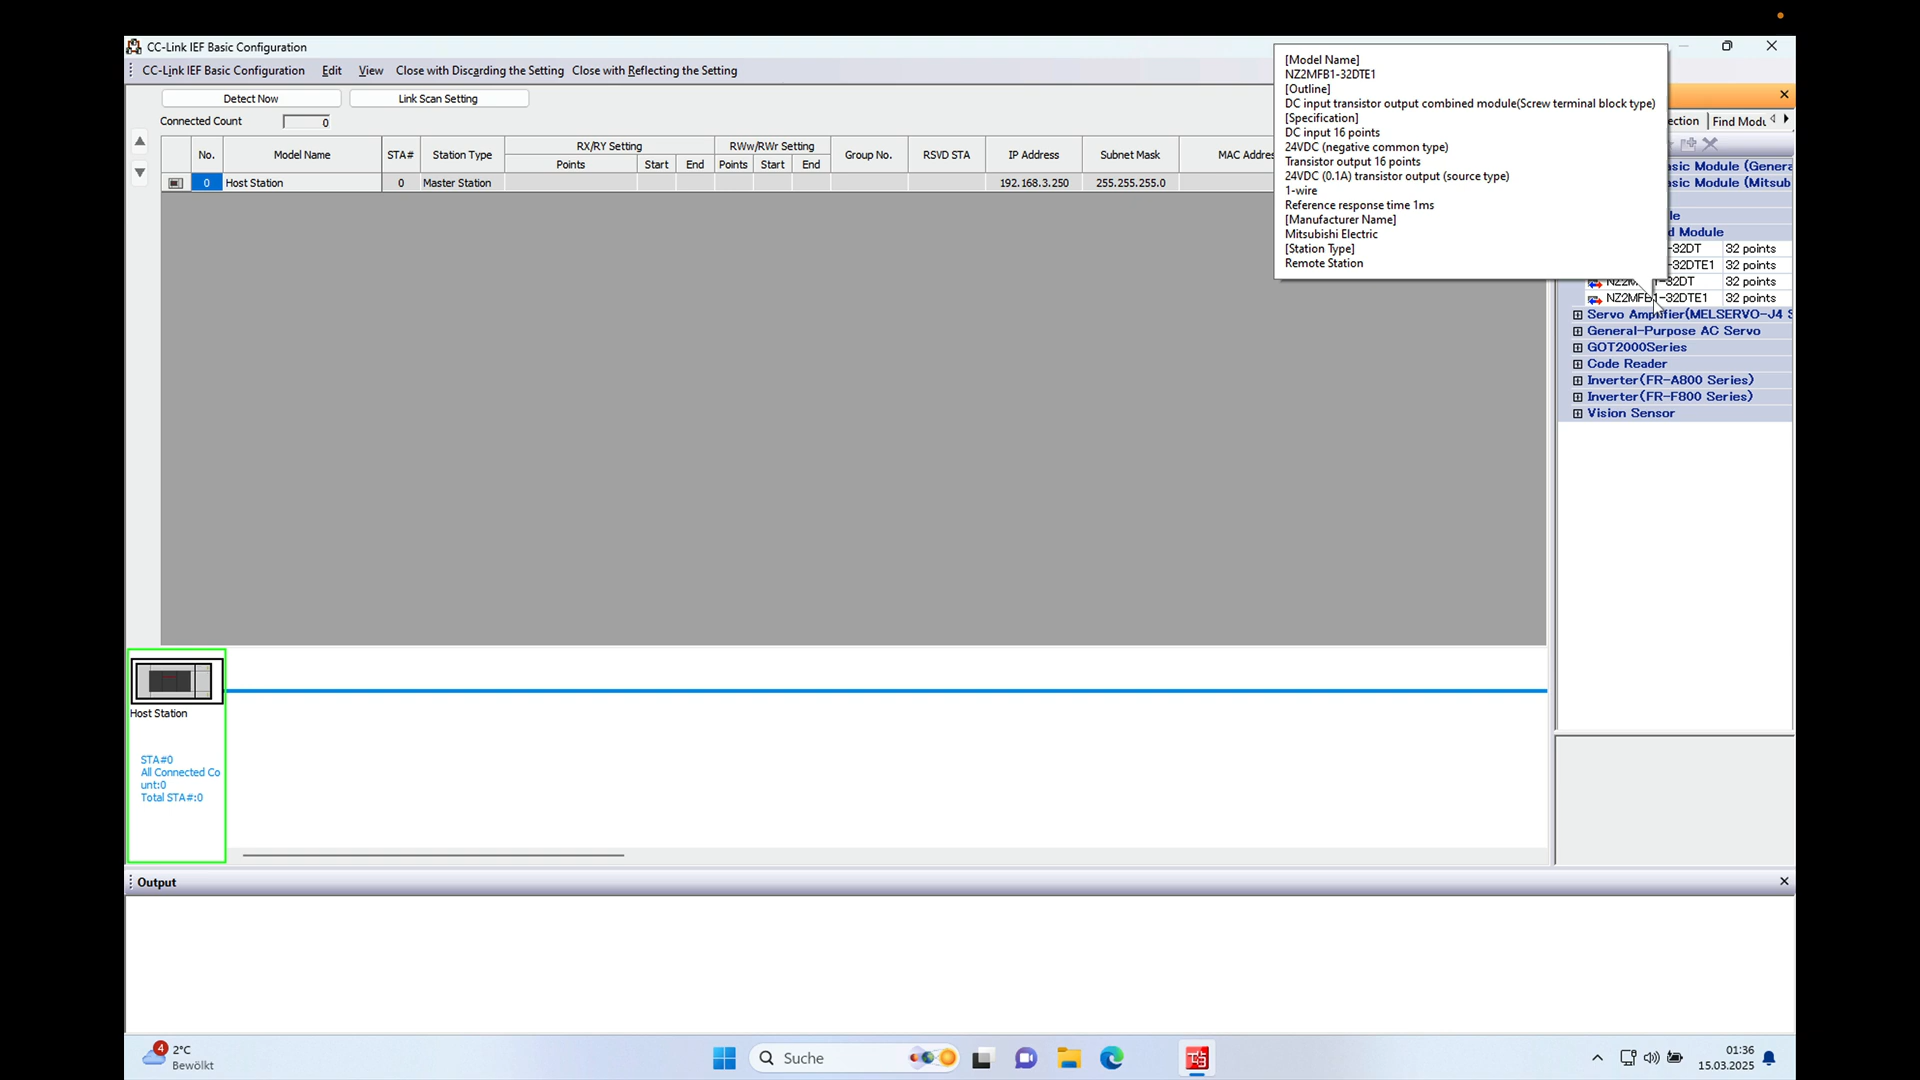 CC-Link IEF Basic Configuration
CC-Link IEF Basic Configuration Edit View Close with Discarding the Setting Close with Reflecting the Setting
Detect Now Link Scan Setting
Connected Count 0
No. Model Name STA# Station Type RX/RY Setting RWw/RWr Setting Group No. RSVD STA IP Address Subnet Mask MAC Addres
Points Start End Points Start End
0 Host Station 0 Master Station 192.168.3.250 255.255.255.0
[Model Name]
NZ2MFB1-32DTE1
[Outline]
DC input transistor output combined module(Screw terminal block type)
[Specification]
DC input 16 points
24VDC (negative common type)
Transistor output 16 points
24VDC (0.1A) transistor output (source type)
1-wire
Reference response time 1ms
[Manufacturer Name]
Mitsubishi Electric
[Station Type]
Remote Station
ection Find Modu
asic Module (Genera
asic Module (Mitsub
le
d Module
-32DT 32 points
-32DTE1 32 points
NZ2M 1-32DT 32 points
NZ2MFB1-32DTE1 32 points
Servo Amplifier(MELSERVO-J4 S
General-Purpose AC Servo
GOT2000Series
Code Reader
Inverter(FR-A800 Series)
Inverter(FR-F800 Series)
Vision Sensor
Host Station
STA#0
All Connected Co
unt:0
Total STA#:0
Output
4
2°C
Bewölkt
Suche
01:36
15.03.2025